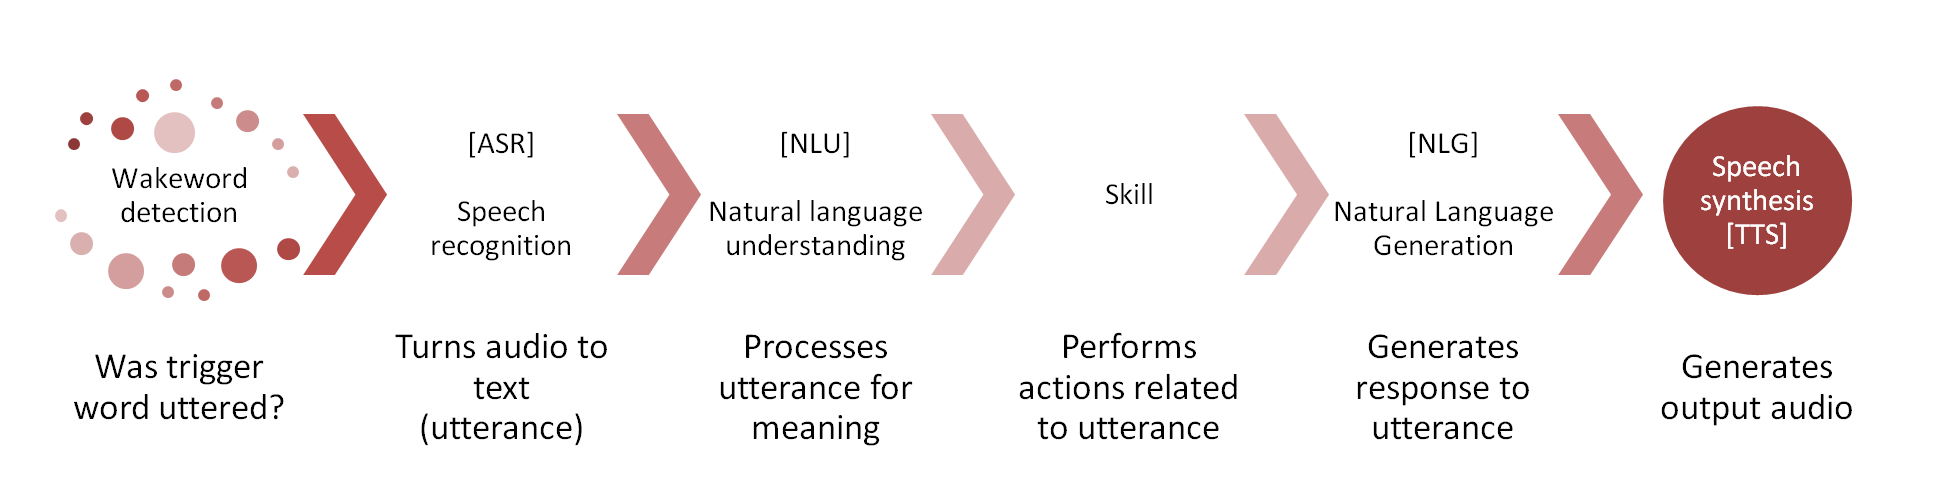 Wakeword
detection
[ASR]
Speech
recognition
[NLU]
Natural language
understanding
Skill
[NLG]
Natural Language
Generation
Speech
synthesis
[TTS]
Was trigger
word uttered?
Turns audio to
text
(utterance)
Processes
utterance for
meaning
Performs
actions related
to utterance
Generates
response to
utterance
Generates
output audio